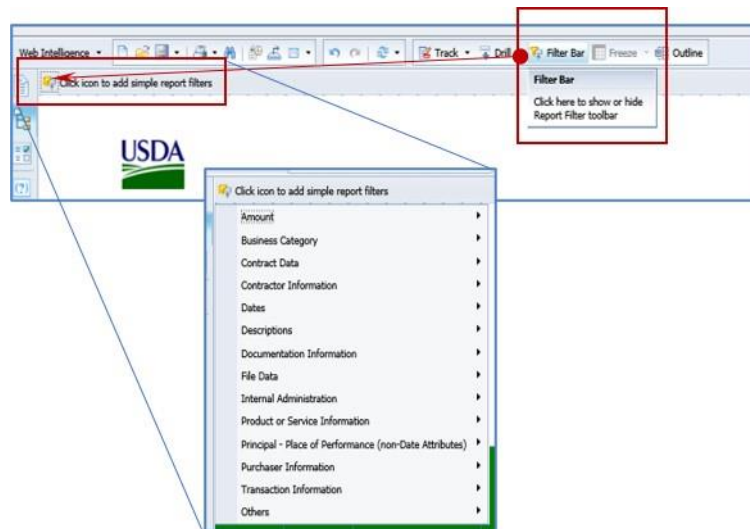 Web Intelligence
Track
Drill
Filter Bar
Freeze
Outline
Click icon to add simple report filters
Filter Bar
Click here to show or hide
Report Filter toolbar
USDA
Click icon to add simple report filters
Amount
Business Category
Contract Data
Contractor Information
Dates
Descriptions
Documentation Information
File Data
Internal Administration
Product or Service Information
Principal - Place of Performance (non-Date Attributes)
Purchaser Information
Transaction Information
Others